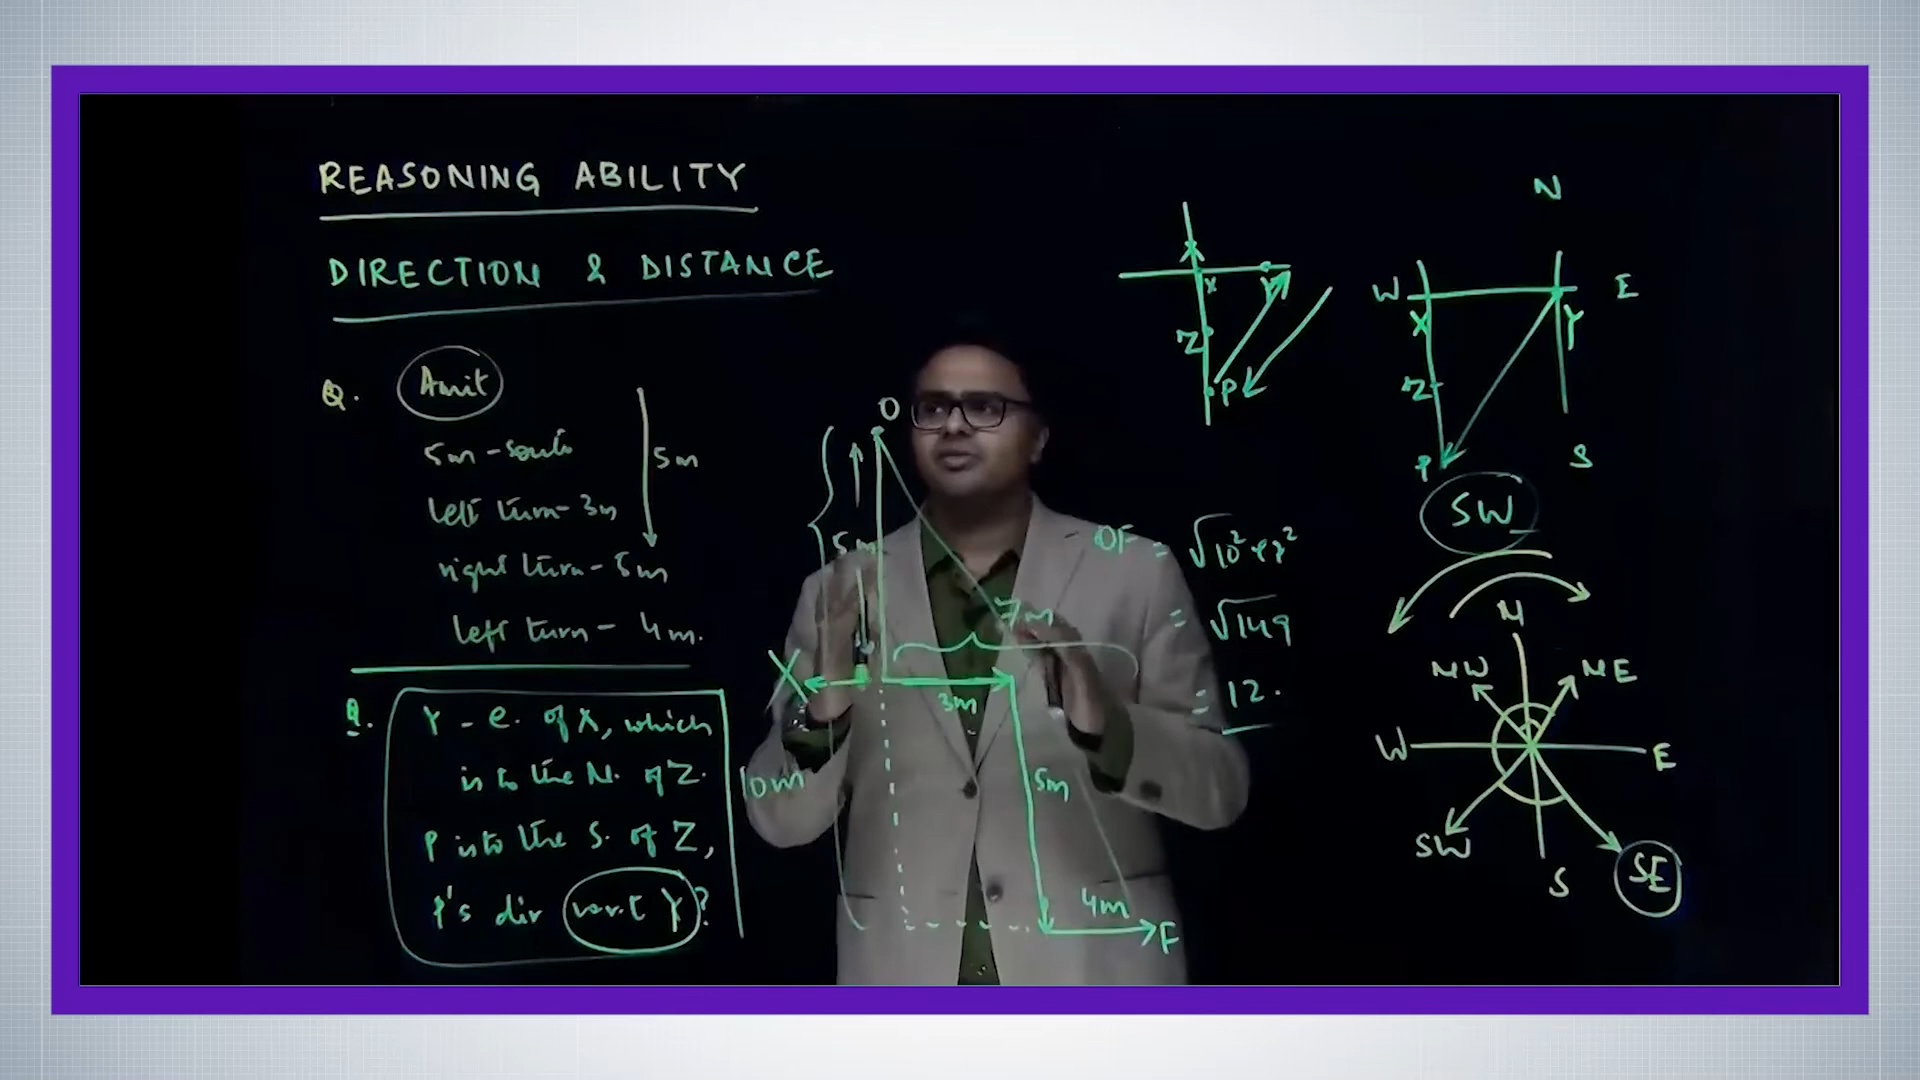 REASONING ABILITY
DIRECTION & DISTANCE
Q. Amit
5m - south
left turn - 3m
right turn - 5m
left turn - 4m.
5m
Q. Y - e. of X, which
is to the N. of Z.
P is to the S. of Z,
P's dir w.r.t Y?
O
5m
7m
X
3m
10m
5m
4m
F
X
Y
Z
P
OF = √10²+7²
= √149
= 12.
N
W
E
X
Y
Z
P
S
SW
N
NW
NE
W
E
SW
SE
S